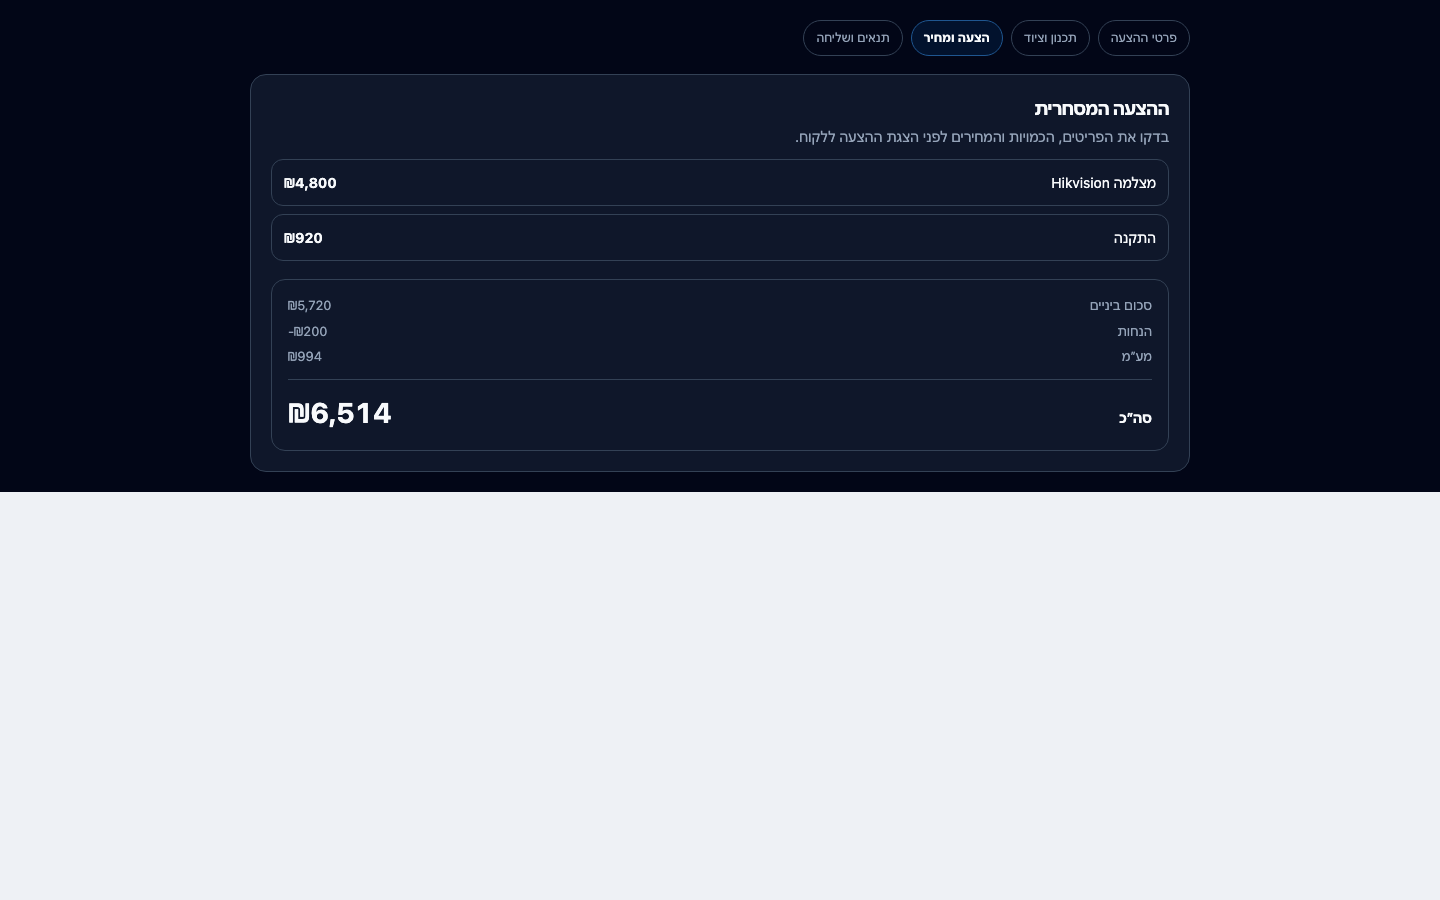 פרטי ההצעה
תכנון וציוד
הצעה ומחיר
תנאים ושליחה
ההצעה המסחרית
בדקו את הפריטים, הכמויות והמחירים לפני הצגת ההצעה ללקוח.
מצלמה Hikvision ₪4,800
התקנה ₪920
סכום ביניים ₪5,720
הנחות -₪200
מע״מ ₪994
סה״כ ₪6,514